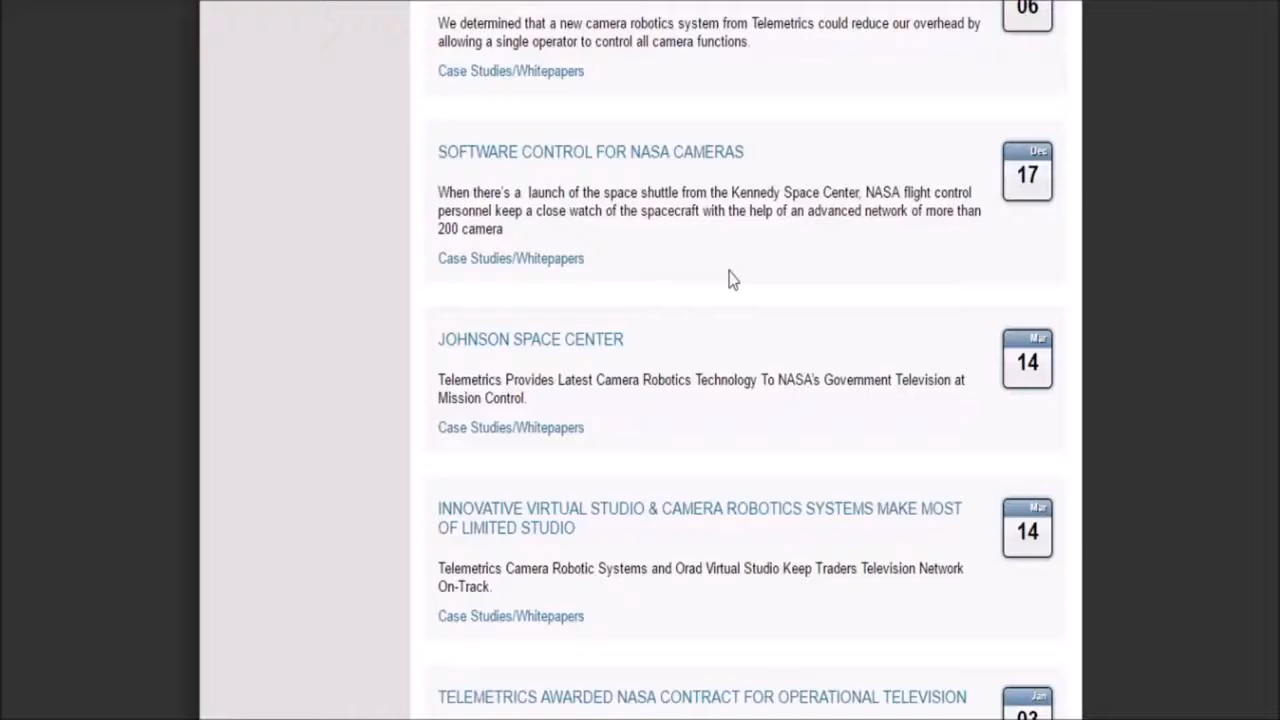 06
We determined that a new camera robotics system from Telemetrics could reduce our overhead by
allowing a single operator to control all camera functions.
Case Studies/Whitepapers
SOFTWARE CONTROL FOR NASA CAMERAS
Dec
17
When there's a launch of the space shuttle from the Kennedy Space Center, NASA flight control
personnel keep a close watch of the spacecraft with the help of an advanced network of more than
200 camera
Case Studies/Whitepapers
JOHNSON SPACE CENTER
Mar
14
Telemetrics Provides Latest Camera Robotics Technology To NASA's Government Television at
Mission Control.
Case Studies/Whitepapers
INNOVATIVE VIRTUAL STUDIO & CAMERA ROBOTICS SYSTEMS MAKE MOST
OF LIMITED STUDIO
Mar
14
Telemetrics Camera Robotic Systems and Orad Virtual Studio Keep Traders Television Network
On-Track.
Case Studies/Whitepapers
TELEMETRICS AWARDED NASA CONTRACT FOR OPERATIONAL TELEVISION
Jan
03